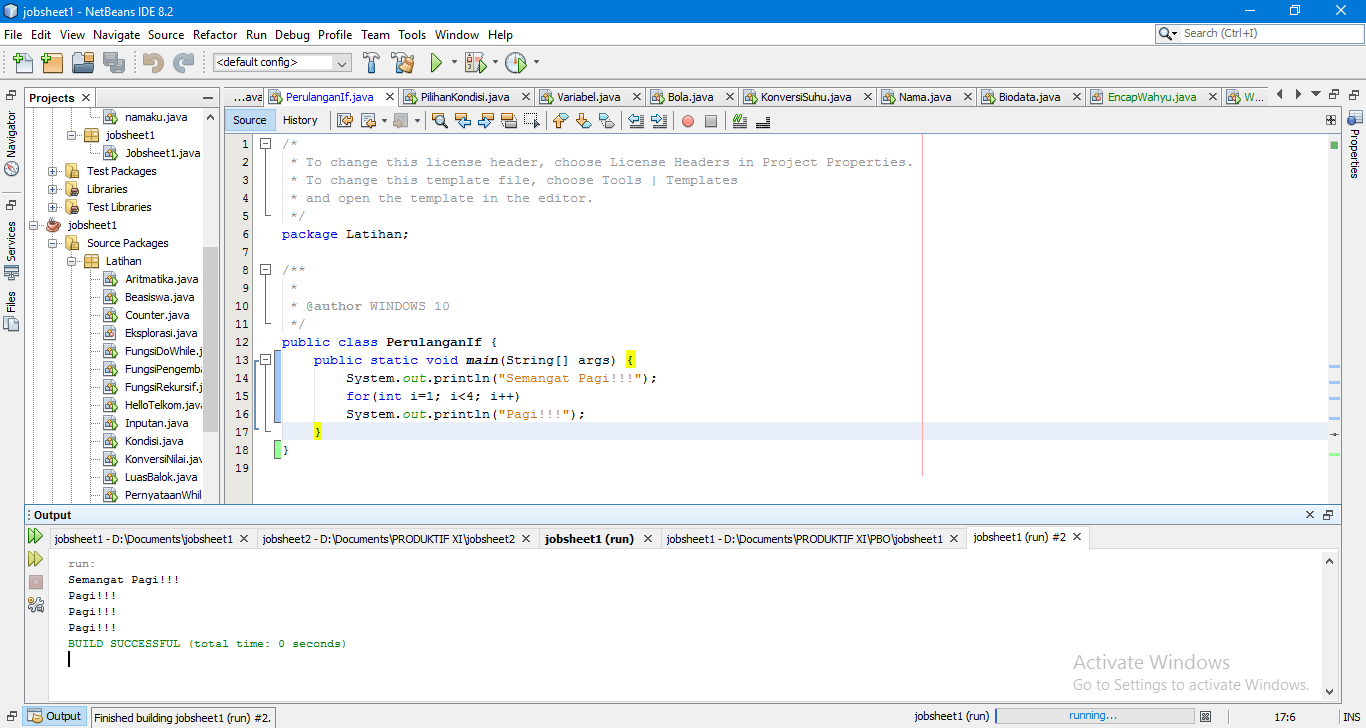 jobsheet1 - NetBeans IDE 8.2
File Edit View Navigate Source Refactor Run Debug Profile Team Tools Window Help
Search (Ctrl+I)
<default config>
Projects
...ava PerulanganIf.java PilihanKondisi.java Variabel.java Bola.java KonversiSuhu.java Nama.java Biodata.java EncapWahyu.java W...
Navigator
Services
Files
Properties
namaku.java
jobsheet1
Jobsheet1.java
Test Packages
Libraries
Test Libraries
jobsheet1
Source Packages
Latihan
Aritmatika.java
Beasiswa.java
Counter.java
Eksplorasi.java
FungsiDoWhile.j
FungsiPengemb
FungsiRekursif.j
HelloTelkom.jav
Inputan.java
Kondisi.java
KonversiNilai.jav
LuasBalok.java
PernyataanWhil
Source History
1 /*
2 * To change this license header, choose License Headers in Project Properties.
3 * To change this template file, choose Tools | Templates
4 * and open the template in the editor.
5 */
6 package Latihan;
7
8 /**
9 *
10 * @author WINDOWS 10
11 */
12 public class PerulanganIf {
13 public static void main(String[] args) {
14 System.out.println("Semangat Pagi!!!");
15 for(int i=1; i<4; i++)
16 System.out.println("Pagi!!!");
17 }
18 }
19
Output
jobsheet1 - D:\Documents\jobsheet1 jobsheet2 - D:\Documents\PRODUKTIF XI\jobsheet2 jobsheet1 (run) jobsheet1 - D:\Documents\PRODUKTIF XI\PBO\jobsheet1 jobsheet1 (run) #2
run:
Semangat Pagi!!!
Pagi!!!
Pagi!!!
Pagi!!!
BUILD SUCCESSFUL (total time: 0 seconds)
Activate Windows
Go to Settings to activate Windows.
Output Finished building jobsheet1 (run) #2. jobsheet1 (run) running... 17:6 INS